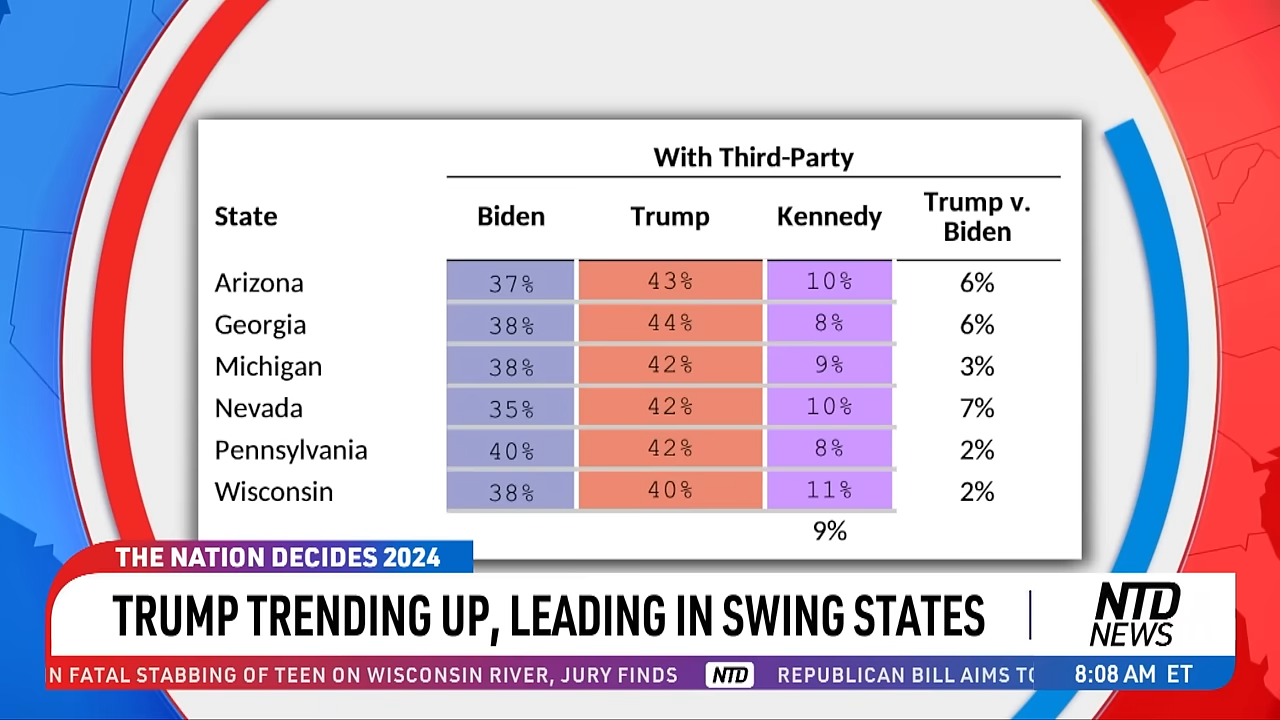 With Third-Party
State Biden Trump Kennedy Trump v. Biden
Arizona 37% 43% 10% 6%
Georgia 38% 44% 8% 6%
Michigan 38% 42% 9% 3%
Nevada 35% 42% 10% 7%
Pennsylvania 40% 42% 8% 2%
Wisconsin 38% 40% 11% 2%
9%
THE NATION DECIDES 2024
TRUMP TRENDING UP, LEADING IN SWING STATES
NTD NEWS
N FATAL STABBING OF TEEN ON WISCONSIN RIVER, JURY FINDS NTD REPUBLICAN BILL AIMS TO 8:08 AM ET